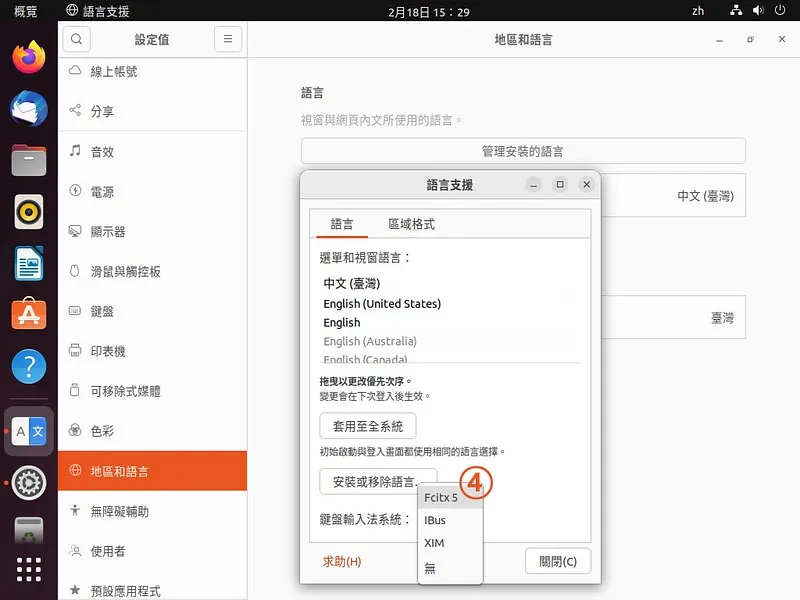 概覽
語言支援
2月18日 15：29
zh
設定值
地區和語言
線上帳號
分享
音效
電源
顯示器
滑鼠與觸控板
鍵盤
印表機
可移除式媒體
色彩
地區和語言
無障礙輔助
使用者
預設應用程式
語言
視窗與網頁內文所使用的語言。
管理安裝的語言
中文 (臺灣)
臺灣
語言支援
語言
區域格式
選單和視窗語言：
中文 (臺灣)
English (United States)
English
English (Australia)
English (Canada)
拖曳以更改優先次序。
變更會在下次登入後生效。
套用至全系統
初始啟動與登入畫面都使用相同的語言選擇。
安裝或移除語言...
④
鍵盤輸入法系統：
Fcitx 5
IBus
XIM
無
求助(H)
關閉(C)
A 文